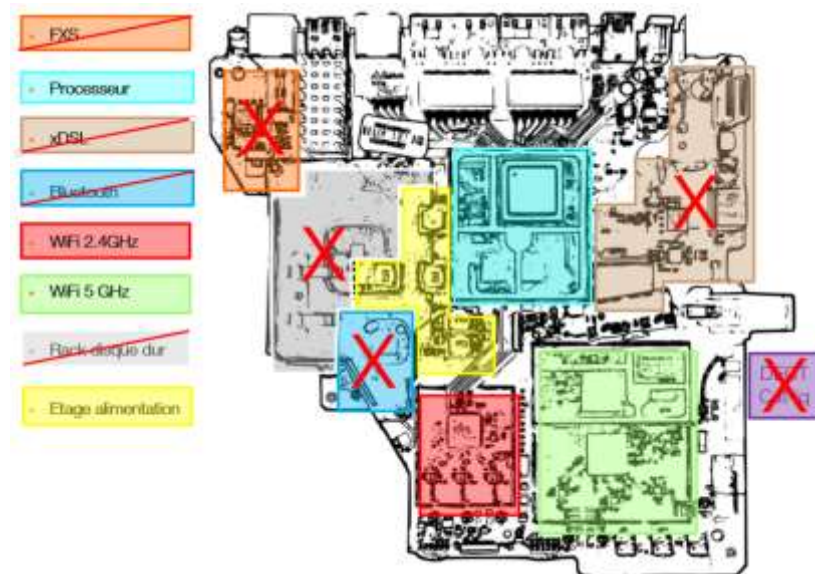 FXS
Processeur
xDSL
Bluetooth
WiFi 2.4GHz
WiFi 5 GHz
Rack disque dur
Etage alimentation